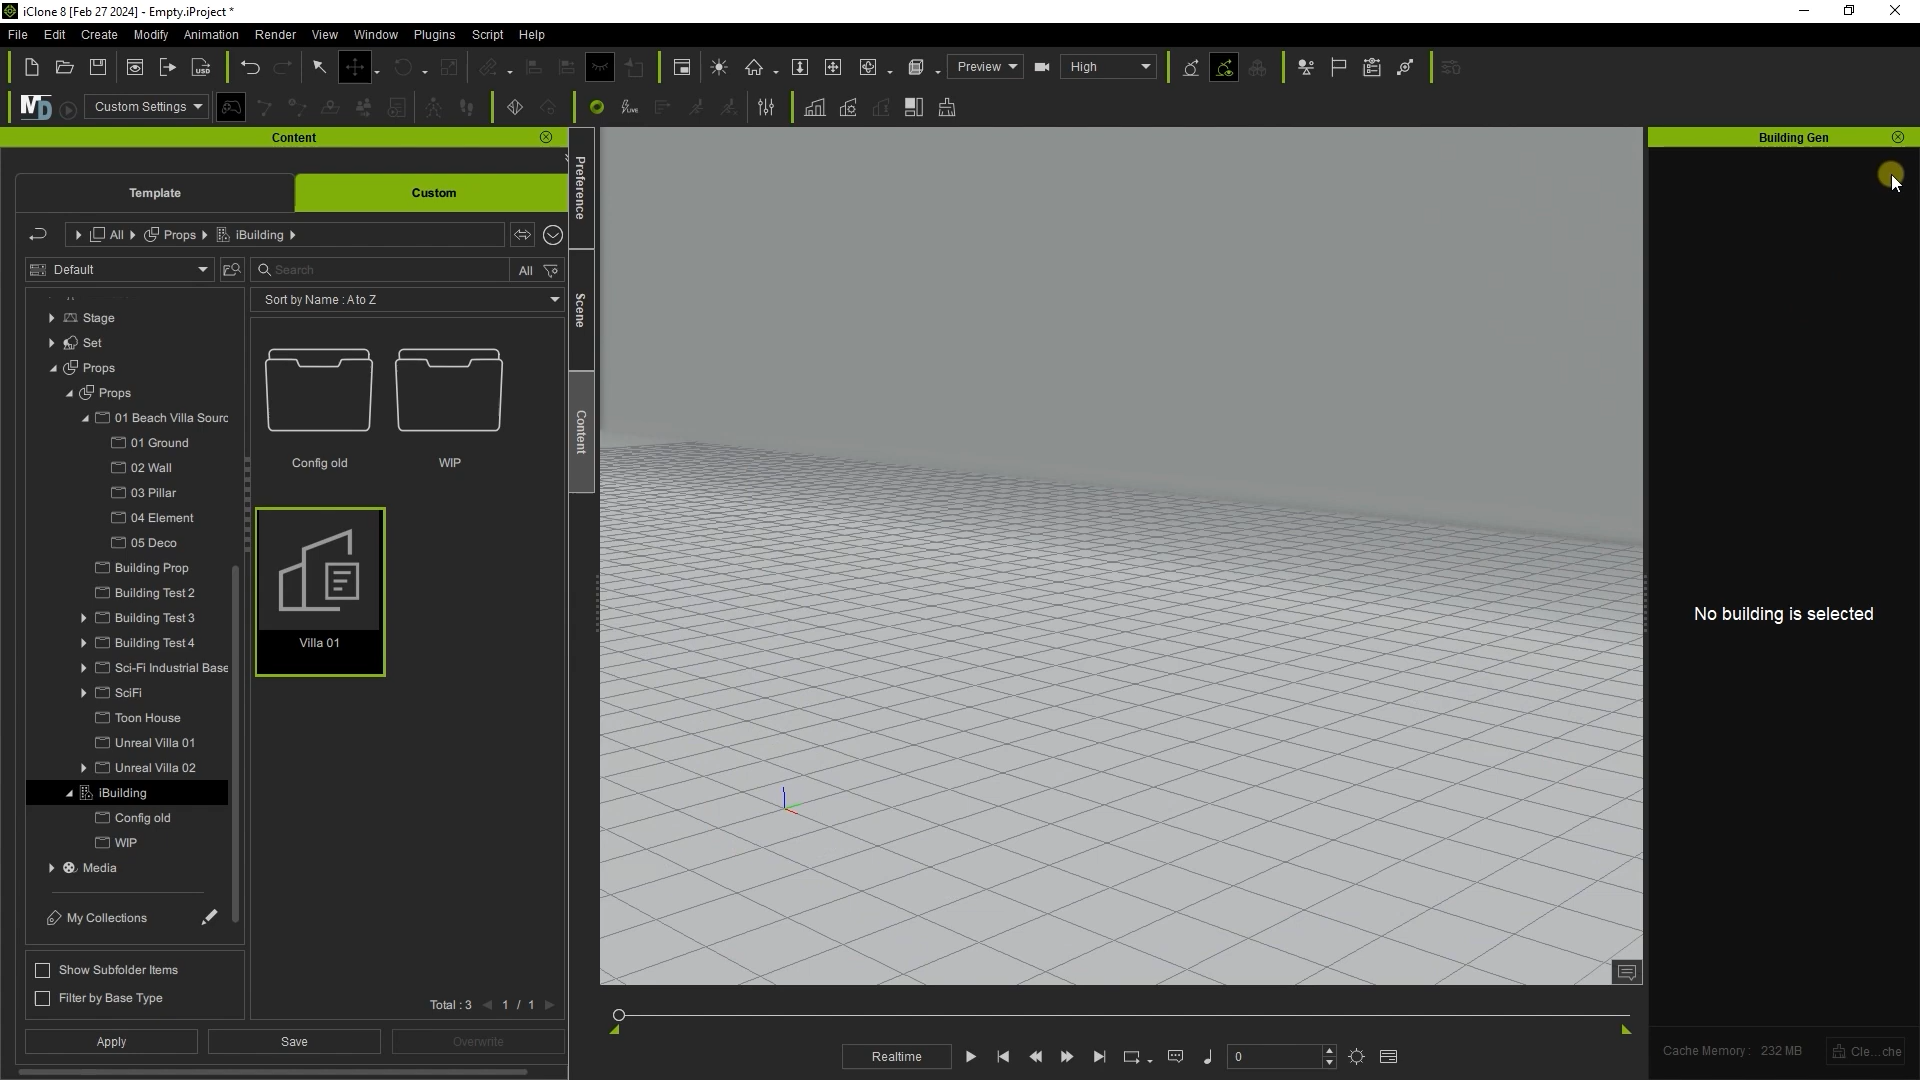 iClone 8 [Feb 27 2024] - Empty.iProject *
File Edit Create Modify Animation Render View Window Plugins Script Help
Preview High
MD Custom Settings LIVE
Content
Building Gen
Template Custom
All Props iBuilding
Default Search All
Sort by Name : A to Z
Stage
Set
Props
Props
01 Beach Villa Sourc
01 Ground
02 Wall
03 Pillar
04 Element
05 Deco
Building Prop
Building Test 2
Building Test 3
Building Test 4
Sci-Fi Industrial Base
SciFi
Toon House
Unreal Villa 01
Unreal Villa 02
iBuilding
Config old
WIP
Media
My Collections
Show Subfolder Items
Filter by Base Type
Config old WIP
Villa 01
Total : 3 1 / 1
Apply Save Overwrite
Preference
Scene
Content
No building is selected
Realtime 0
Cache Memory : 232 MB Cle...che